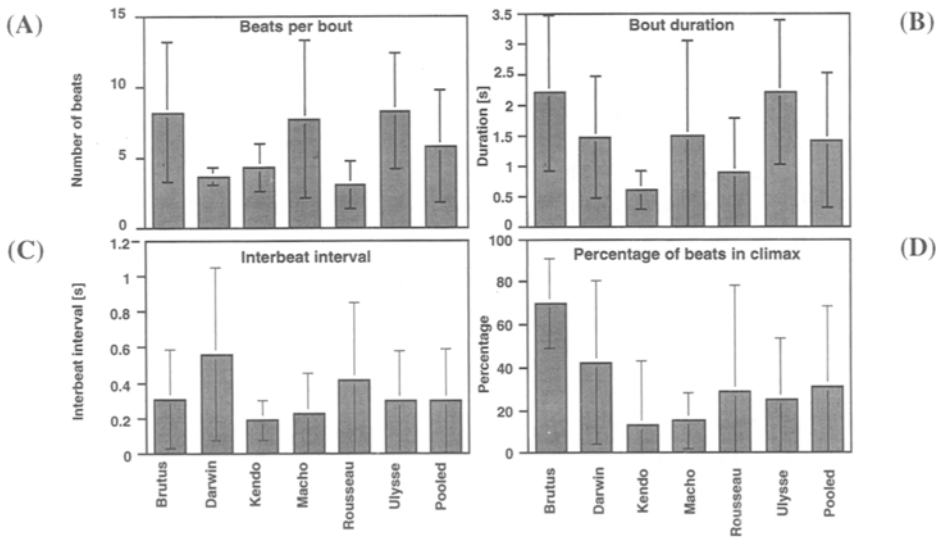 (A)
Beats per bout
Number of beats
15
10
5
0
(B)
Bout duration
Duration [s]
3.5
3
2.5
2
1.5
1
0.5
0
(C)
Interbeat interval
Interbeat interval [s]
1.2
1
0.8
0.6
0.4
0.2
0
Brutus
Darwin
Kendo
Macho
Rousseau
Ulysse
Pooled
(D)
Percentage of beats in climax
Percentage
100
80
60
40
20
0
Brutus
Darwin
Kendo
Macho
Rousseau
Ulysse
Pooled